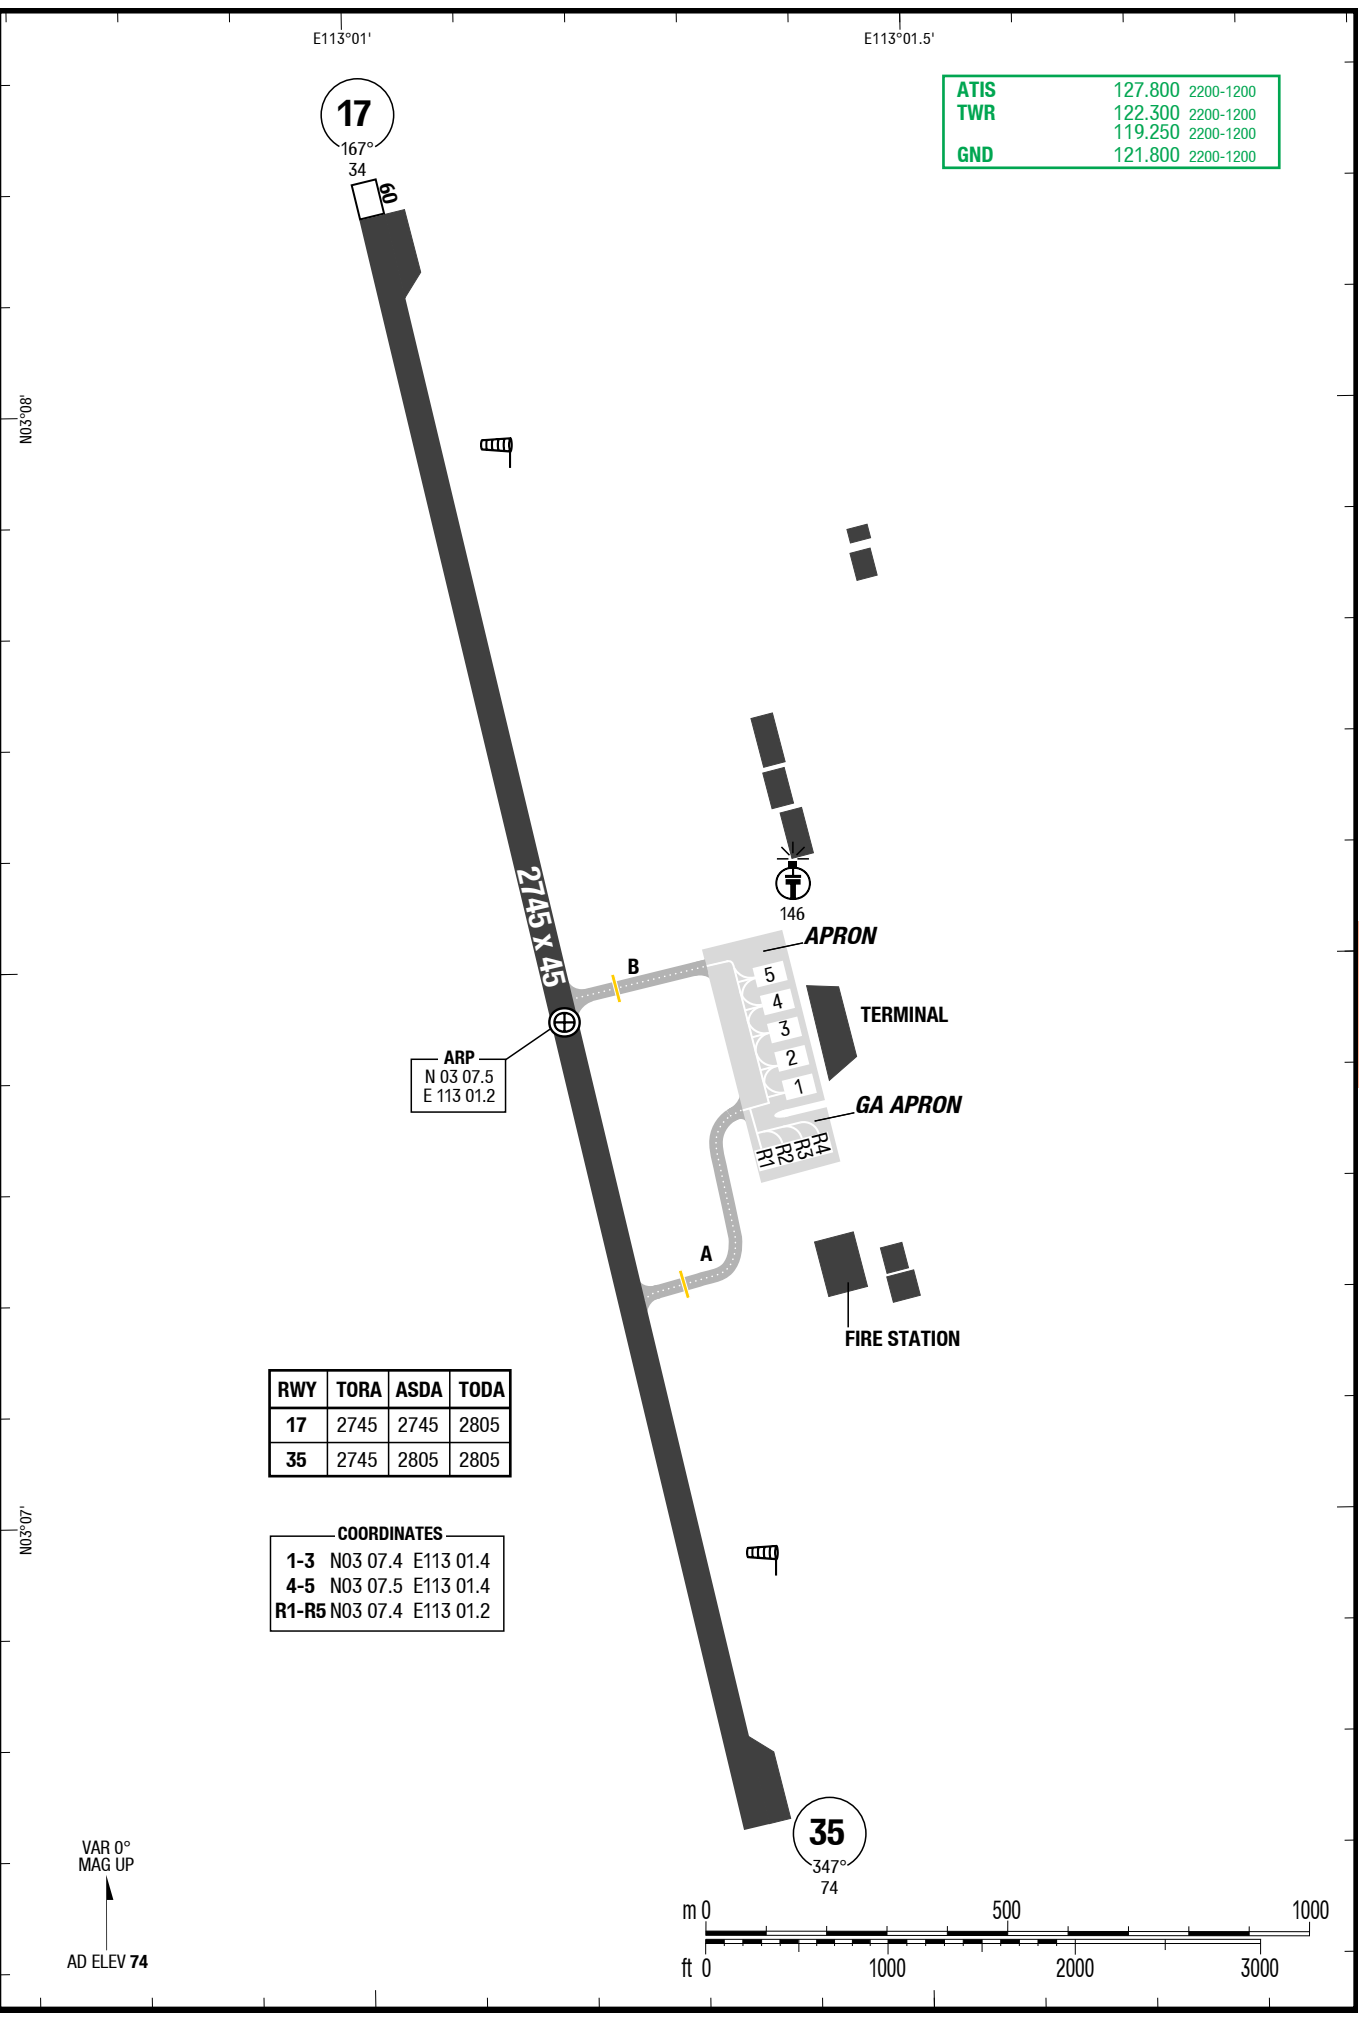 E113°01'
E113°01.5'
ATIS 127.800 2200-1200
TWR 122.300 2200-1200
119.250 2200-1200
GND 121.800 2200-1200
17
167°
34
60
N03°08'
2745 x 45
146
APRON
B
5
4
3
2
1
TERMINAL
ARP
N 03 07.5
E 113 01.2
GA APRON
R1 R2 R3 R4
A
FIRE STATION
RWY TORA ASDA TODA
17 2745 2745 2805
35 2745 2805 2805
N03°07'
COORDINATES
1-3 N03 07.4 E113 01.4
4-5 N03 07.5 E113 01.4
R1-R5 N03 07.4 E113 01.2
35
347°
74
VAR 0°
MAG UP
AD ELEV 74
m 0 500 1000
ft 0 1000 2000 3000